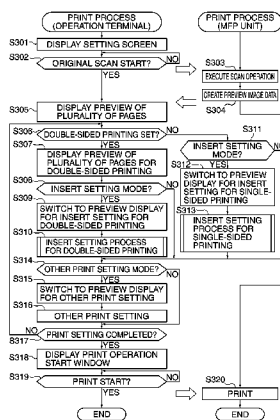 PRINT PROCESS
(OPERATION TERMINAL)
PRINT PROCESS
(MFP UNIT)
S301
DISPLAY SETTING SCREEN
S302
ORIGINAL SCAN START?
NO
YES
S303
EXECUTE SCAN OPERATION
CREATE PREVIEW IMAGE DATA
S304
S305
DISPLAY PREVIEW OF
PLURALITY OF PAGES
S306
DOUBLE-SIDED PRINTING SET?
NO
YES
S307
DISPLAY PREVIEW OF
PLURALITY OF PAGES FOR
DOUBLE-SIDED PRINTING
S308
INSERT SETTING MODE?
NO
YES
S309
SWITCH TO PREVIEW
DISPLAY FOR INSERT
SETTING FOR
DOUBLE-SIDED PRINTING
S310
INSERT SETTING PROCESS
FOR DOUBLE-SIDED PRINTING
S311
INSERT SETTING
MODE?
NO
YES
S312
SWITCH TO PREVIEW
DISPLAY FOR INSERT
SETTING FOR SINGLE-
SIDED PRINTING
S313
INSERT SETTING
PROCESS FOR
SINGLE-SIDED
PRINTING
S314
OTHER PRINT SETTING MODE?
NO
YES
S315
SWITCH TO PREVIEW DISPLAY
FOR OTHER PRINT SETTING
S316
OTHER PRINT SETTING
NO
PRINT SETTING COMPLETED?
S317
YES
S318
DISPLAY PRINT OPERATION
START WINDOW
S319
PRINT START?
NO
YES
S320
PRINT
END
END